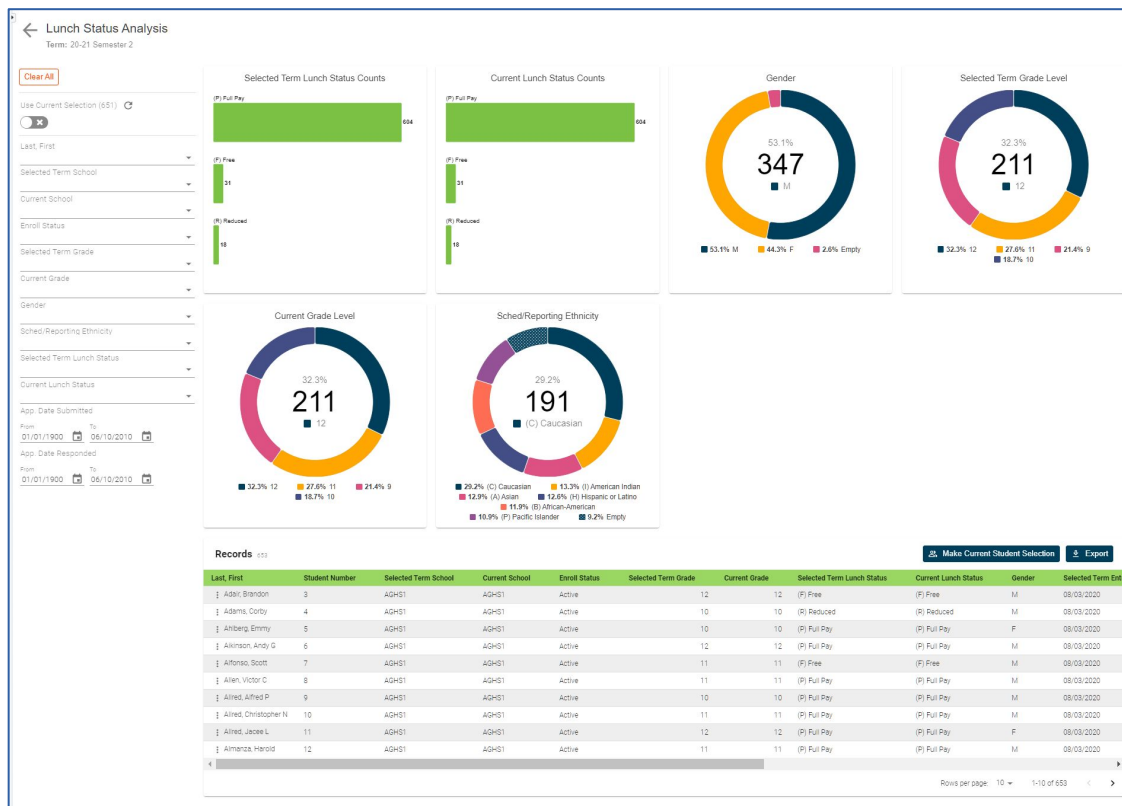 Lunch Status Analysis
Term: 20-21 Semester 2
Clear All
Use Current Selection (651)
Last, First
Selected Term School
Current School
Enroll Status
Selected Term Grade
Current Grade
Gender
Sched/Reporting Ethnicity
Selected Term Lunch Status
Current Lunch Status
App. Date Submitted
From To
01/01/1900 06/10/2010
App. Date Responded
From To
01/01/1900 06/10/2010
Selected Term Lunch Status Counts
(P) Full Pay
604
(F) Free
31
(R) Reduced
18
Current Lunch Status Counts
(P) Full Pay
604
(F) Free
31
(R) Reduced
18
Gender
53.1%
347
M
53.1% M 44.3% F 2.6% Empty
Selected Term Grade Level
32.3%
211
12
32.3% 12 27.6% 11 21.4% 9
18.7% 10
Current Grade Level
32.3%
211
12
32.3% 12 27.6% 11 21.4% 9
18.7% 10
Sched/Reporting Ethnicity
29.2%
191
(C) Caucasian
29.2% (C) Caucasian 13.3% (I) American Indian
12.9% (A) Asian 12.6% (H) Hispanic or Latino
11.9% (B) African-American
10.9% (P) Pacific Islander 9.2% Empty
Records 653
Make Current Student Selection Export
Last, First Student Number Selected Term School Current School Enroll Status Selected Term Grade Current Grade Selected Term Lunch Status Current Lunch Status Gender Selected Term Ent
Adair, Brandon 3 AGHS1 AGHS1 Active 12 12 (F) Free (F) Free M 08/03/2020
Adams, Corby 4 AGHS1 AGHS1 Active 10 10 (R) Reduced (R) Reduced M 08/03/2020
Ahlberg, Emmy 5 AGHS1 AGHS1 Active 10 10 (P) Full Pay (P) Full Pay F 08/03/2020
Aikinson, Andy G 6 AGHS1 AGHS1 Active 12 12 (P) Full Pay (P) Full Pay M 08/03/2020
Alfonso, Scott 7 AGHS1 AGHS1 Active 11 11 (F) Free (F) Free M 08/03/2020
Allen, Victor C 8 AGHS1 AGHS1 Active 11 11 (P) Full Pay (P) Full Pay M 08/03/2020
Allred, Alfred P 9 AGHS1 AGHS1 Active 10 10 (P) Full Pay (P) Full Pay M 08/03/2020
Allred, Christopher N 10 AGHS1 AGHS1 Active 11 11 (P) Full Pay (P) Full Pay M 08/03/2020
Allred, Jacee L 11 AGHS1 AGHS1 Active 12 12 (P) Full Pay (P) Full Pay F 08/03/2020
Almanza, Harold 12 AGHS1 AGHS1 Active 11 11 (P) Full Pay (P) Full Pay M 08/03/2020
Rows per page: 10 1-10 of 653